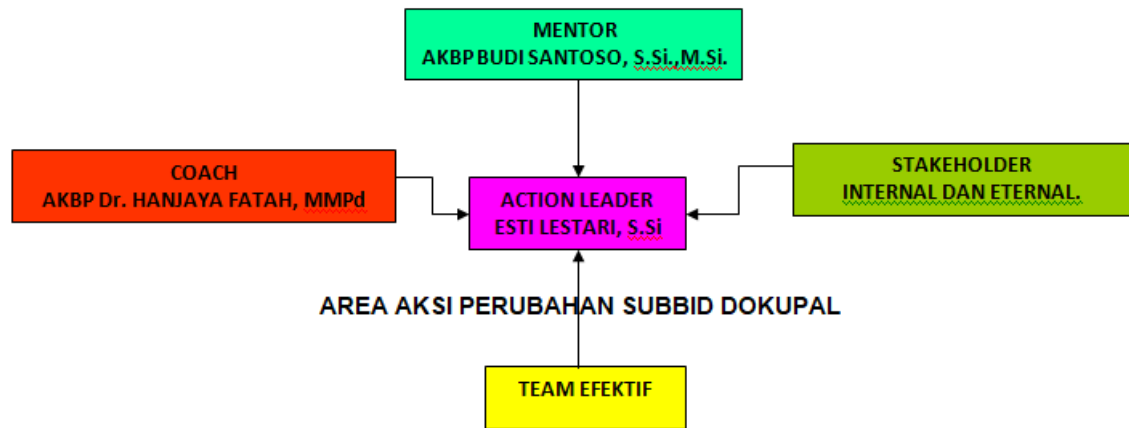 MENTOR
AKBP BUDI SANTOSO, S.Si.,M.Si.
COACH
AKBP Dr. HANJAYA FATAH, MMPd
STAKEHOLDER
INTERNAL DAN ETERNAL.
ACTION LEADER
ESTI LESTARI, S.Si
AREA AKSI PERUBAHAN SUBBID DOKUPAL
TEAM EFEKTIF